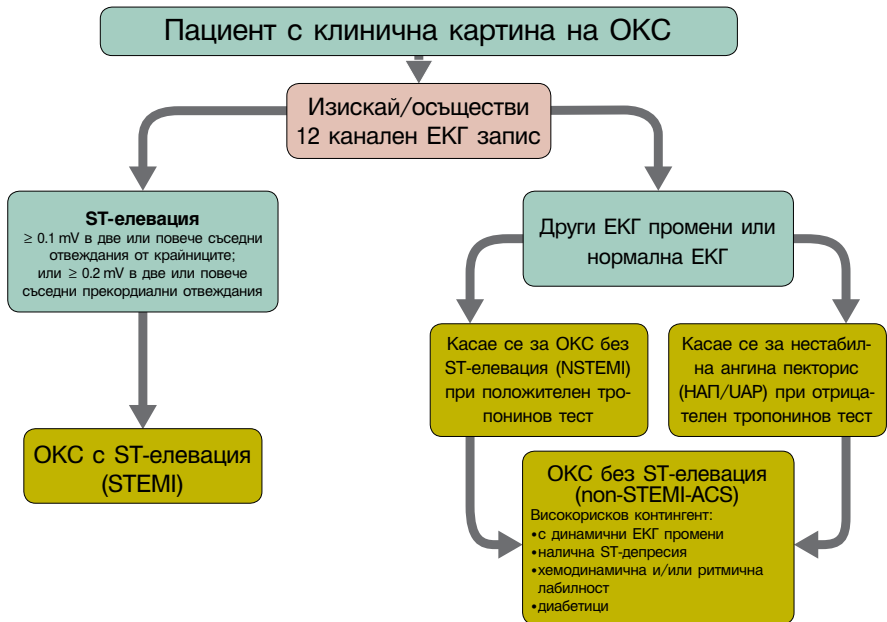 Пациент с клинична картина на ОКС
Изискай/осъществи
12 канален ЕКГ запис
ST-елевация
≥ 0.1 mV в две или повече съседни
отвеждания от крайниците;
или ≥ 0.2 mV в две или повече
съседни прекордиални отвеждания
Други ЕКГ промени или
нормална ЕКГ
Касае се за ОКС без
ST-елевация (NSTEMI)
при положителен тро-
понинов тест
Касае се за нестабил-
на ангина пекторис
(НАП/UAP) при отрица-
телен тропонинов тест
ОКС с ST-елевация
(STEMI)
ОКС без ST-елевация
(non-STEMI-ACS)
Високорисков контингент:
•с динамични ЕКГ промени
•налична ST-депресия
•хемодинамична и/или ритмична
лабилност
•диабетици